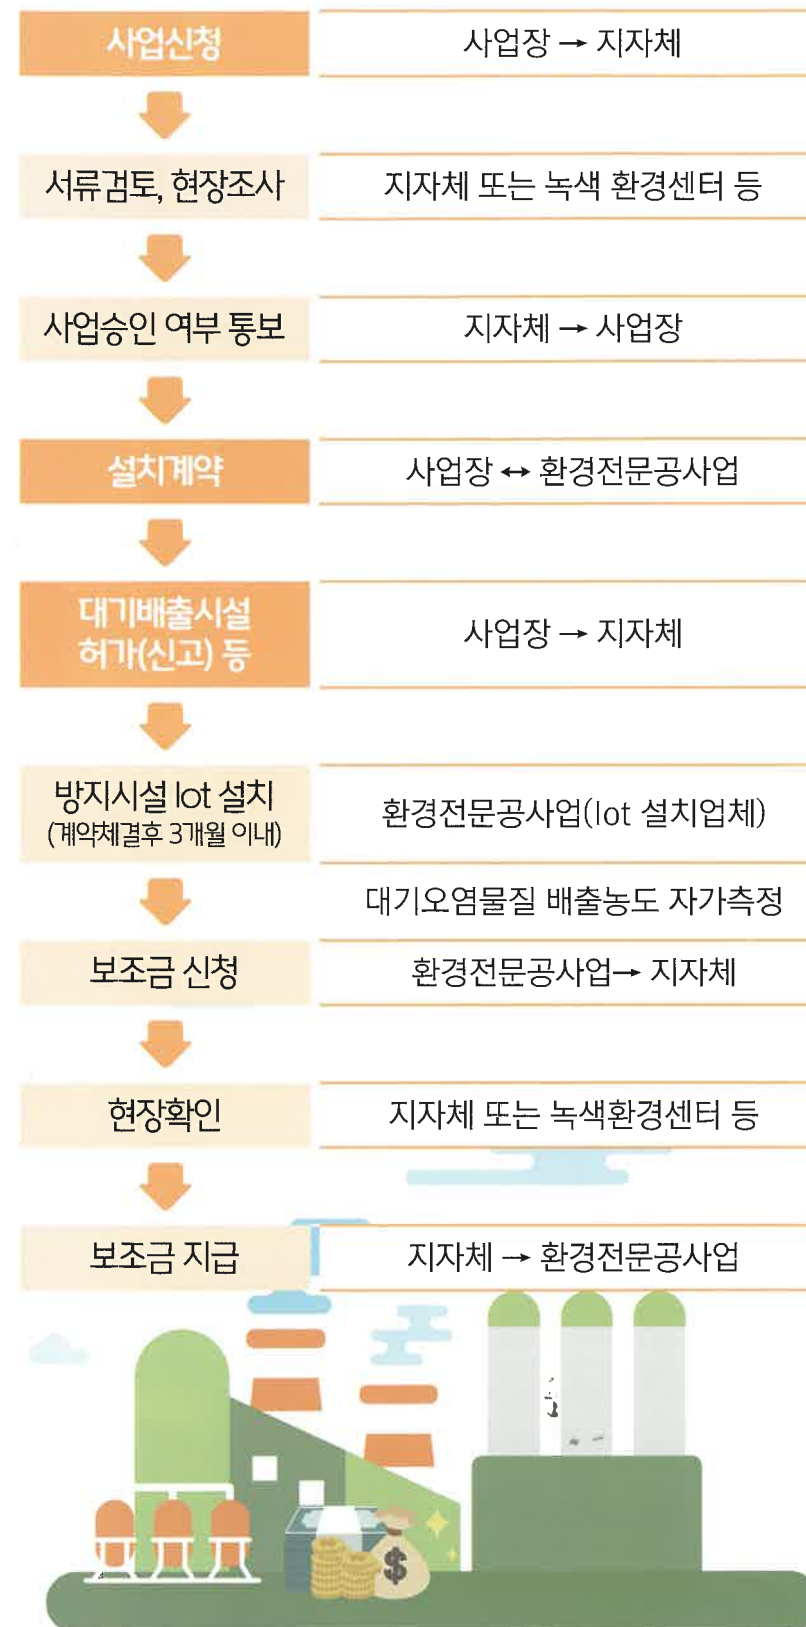 사업신청
사업장 → 지자체
서류검토, 현장조사
지자체 또는 녹색 환경센터 등
사업승인 여부 통보
지자체 → 사업장
설치계약
사업장 ↔ 환경전문공사업
대기배출시설
허가(신고) 등
사업장 → 지자체
방지시설 Iot 설치
(계약체결후 3개월 이내)
환경전문공사업(Iot 설치업체)
대기오염물질 배출농도 자가측정
보조금 신청
환경전문공사업→ 지자체
현장확인
지자체 또는 녹색환경센터 등
보조금 지급
지자체 → 환경전문공사업
$